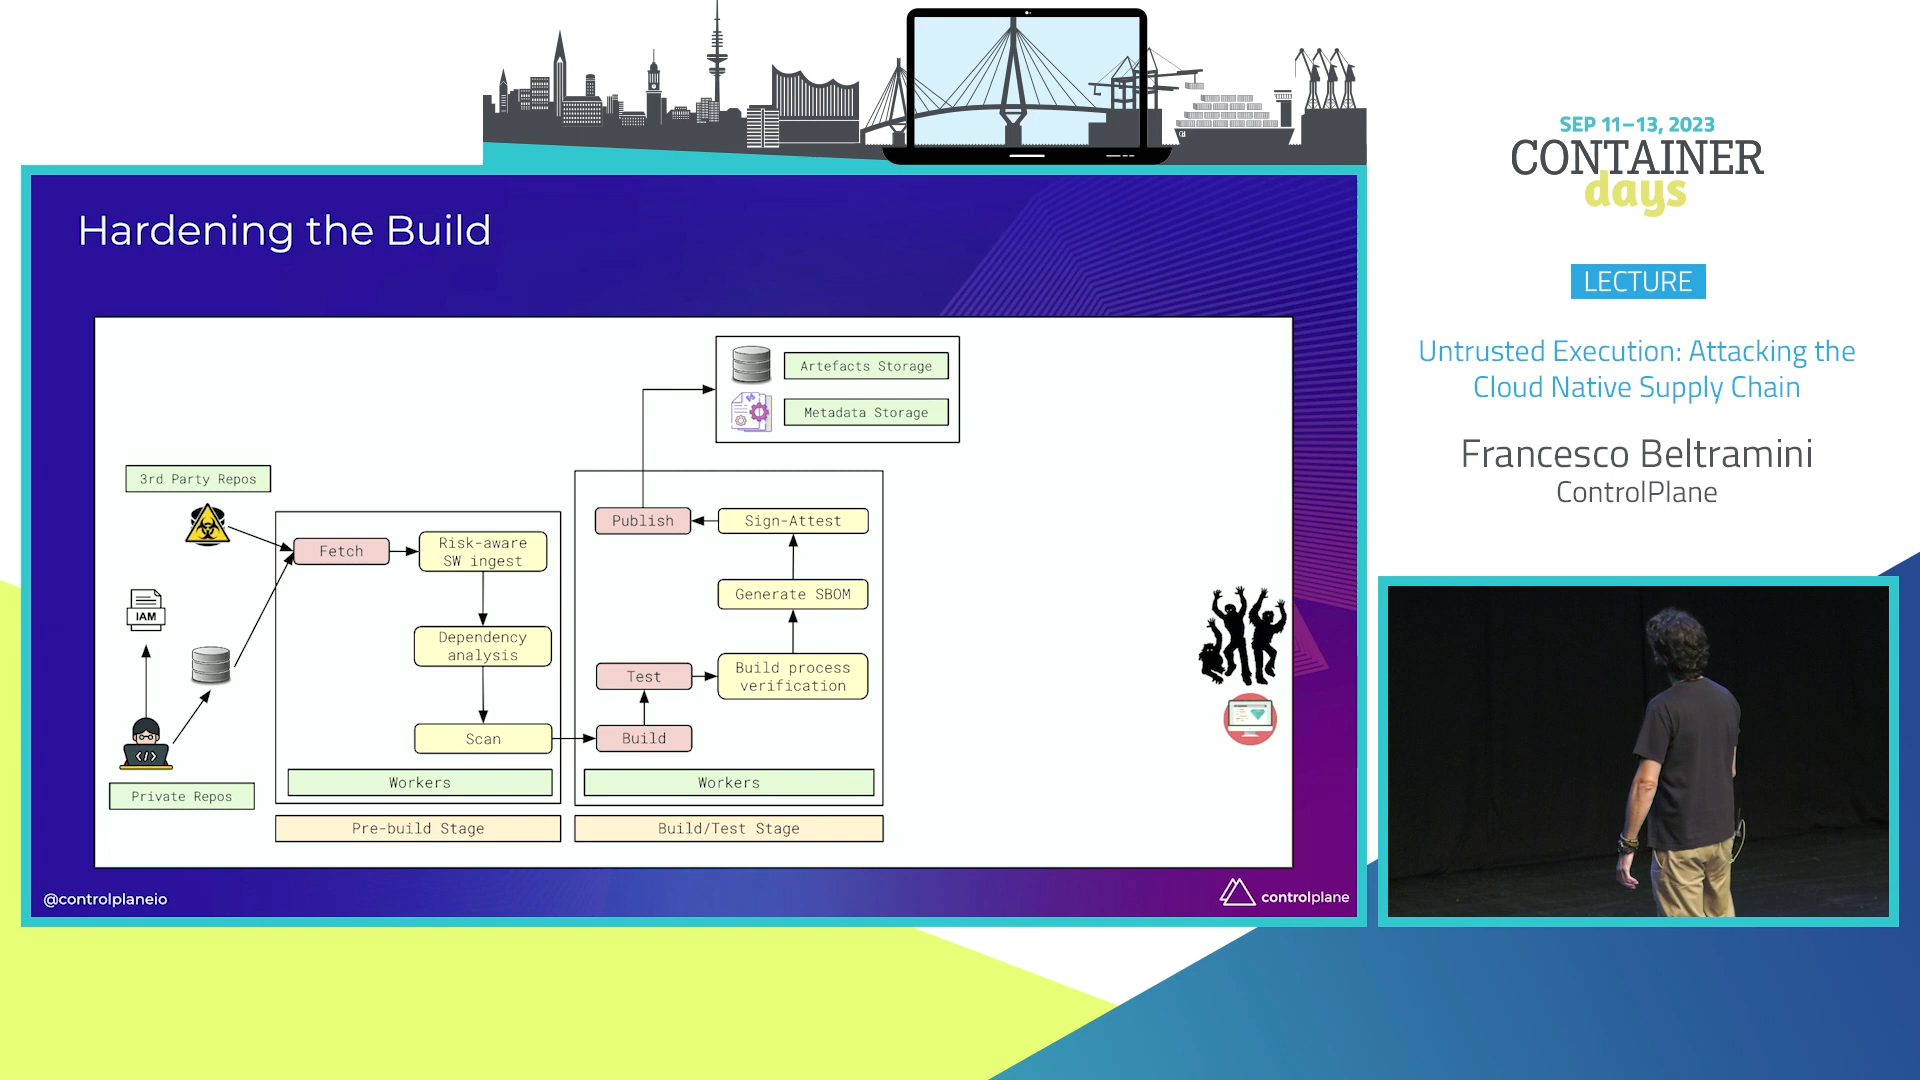 Hardening the Build
Artefacts Storage
Metadata Storage
3rd Party Repos
Fetch
Risk-aware
SW ingest
Dependency
analysis
Scan
Workers
Pre-build Stage
IAM
</>
Private Repos
Publish
Sign-Attest
Generate SBOM
Test
Build process
verification
Build
Workers
Build/Test Stage
@controlplaneio
controlplane
SEP 11–13, 2023
CONTAINER
days
LECTURE
Untrusted Execution: Attacking the
Cloud Native Supply Chain
Francesco Beltramini
ControlPlane